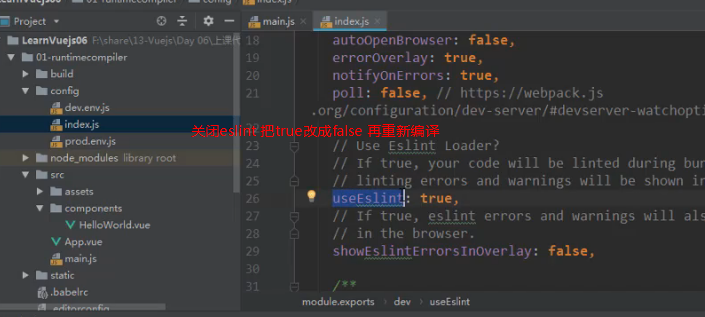 LearnVuejs06 01-runtimecompiler config index.js
Project
main.js index.js
LearnVuejs06 F:\share\13-Vuejs\Day 06\上课代
01-runtimecompiler
build
config
dev.env.js
index.js
prod.env.js
node_modules library root
src
assets
components
HelloWorld.vue
App.vue
main.js
static
.babelrc
.editorconfig
关闭eslint 把true改成false 再重新编译
18 autoOpenBrowser: false,
19 errorOverlay: true,
20 notifyOnErrors: true,
21 poll: false, // https://webpack.js
.org/configuration/dev-server/#devserver-watchopti
23 // Use Eslint Loader?
24 // If true, your code will be linted during bun
25 // linting errors and warnings will be shown in
26 useEslint: true,
27 // If true, eslint errors and warnings will als
28 // in the browser.
29 showEslintErrorsInOverlay: false,
30
31 /**
module.exports dev useEslint